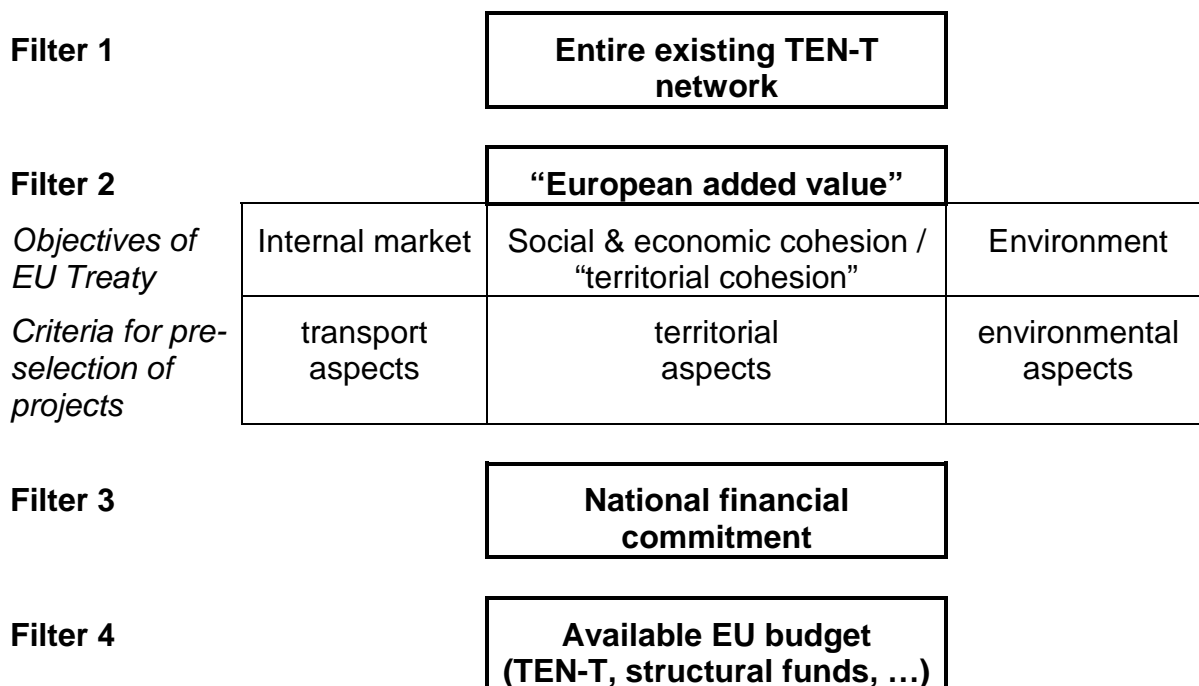 Filter 1
Entire existing TEN-T
network
Filter 2
“European added value”
Objectives of
EU Treaty
Internal market
Social & economic cohesion /
“territorial cohesion”
Environment
Criteria for pre-
selection of
projects
transport
aspects
territorial
aspects
environmental
aspects
Filter 3
National financial
commitment
Filter 4
Available EU budget
(TEN-T, structural funds, …)